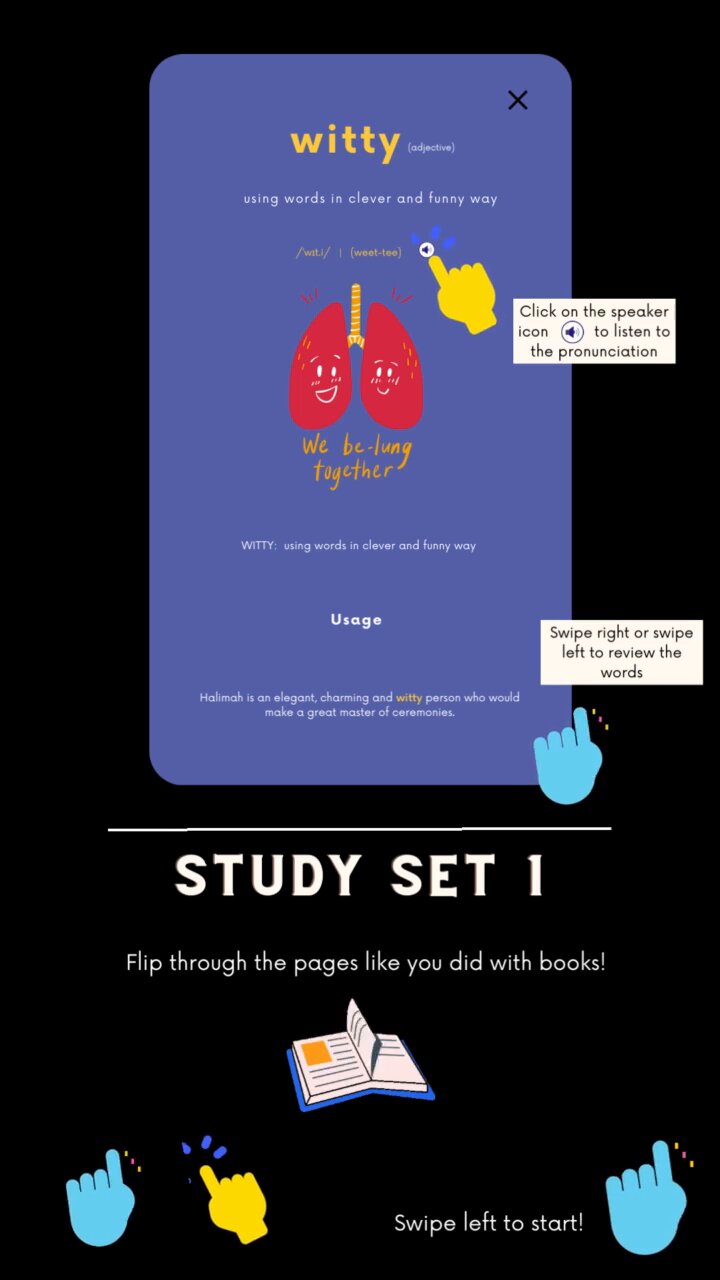 witty (adjective)
using words in clever and funny way
/'wɪt.i/ | (weet-tee)
Click on the speaker
icon to listen to
the pronunciation
We be-lung
together
WITTY: using words in clever and funny way
Usage
Swipe right or swipe
left to review the
words
Halimah is an elegant, charming and witty person who would
make a great master of ceremonies.
STUDY SET 1
Flip through the pages like you did with books!
Swipe left to start!